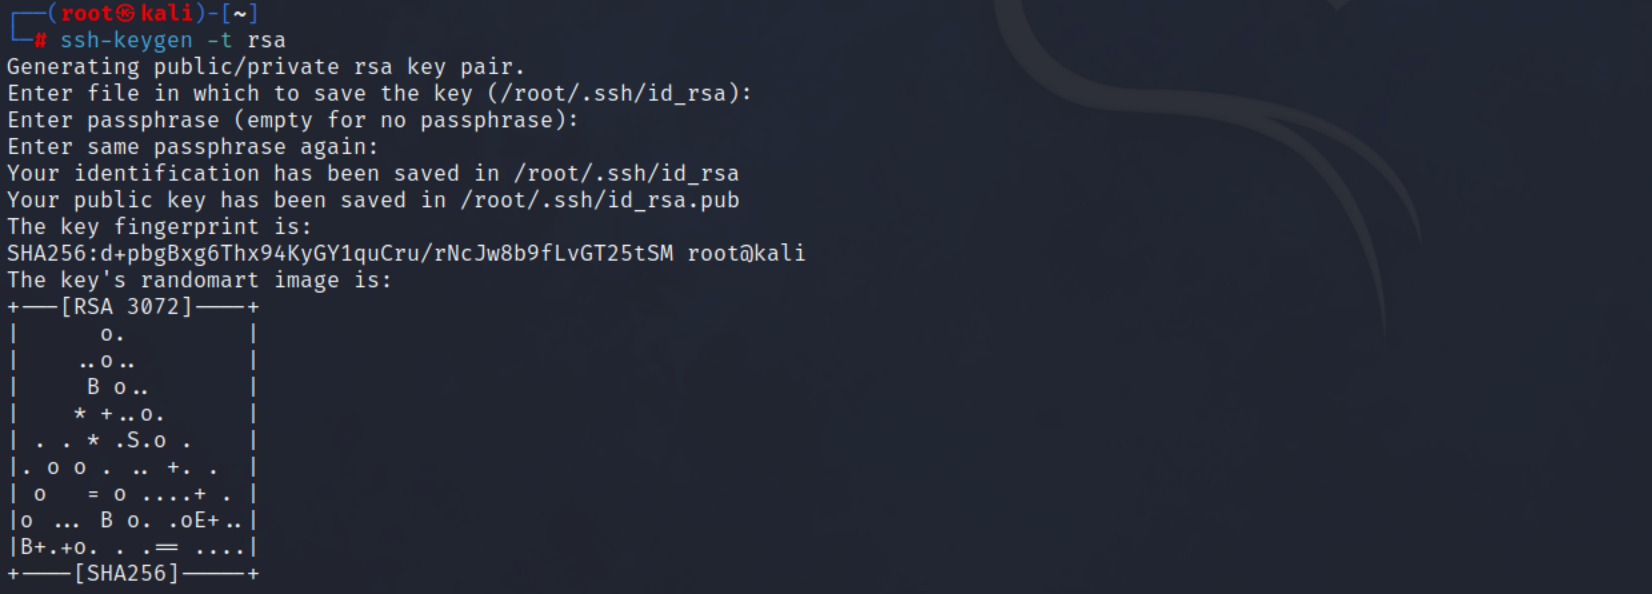 ┌──(root㉿kali)-[~]
└─# ssh-keygen -t rsa
Generating public/private rsa key pair.
Enter file in which to save the key (/root/.ssh/id_rsa):
Enter passphrase (empty for no passphrase):
Enter same passphrase again:
Your identification has been saved in /root/.ssh/id_rsa
Your public key has been saved in /root/.ssh/id_rsa.pub
The key fingerprint is:
SHA256:d+pbgBxg6Thx94KyGY1quCru/rNcJw8b9fLvGT25tSM root@kali
The key's randomart image is:
+---[RSA 3072]----+
|      o.         |
|     ..o..       |
|     B o..       |
|    * +..o.      |
| . . * .S.o .    |
|. o o . .. +. .  |
| o   = o ....+ . |
|o ... B o. .oE+..|
|B+.+o. . .== ....|
+----[SHA256]-----+